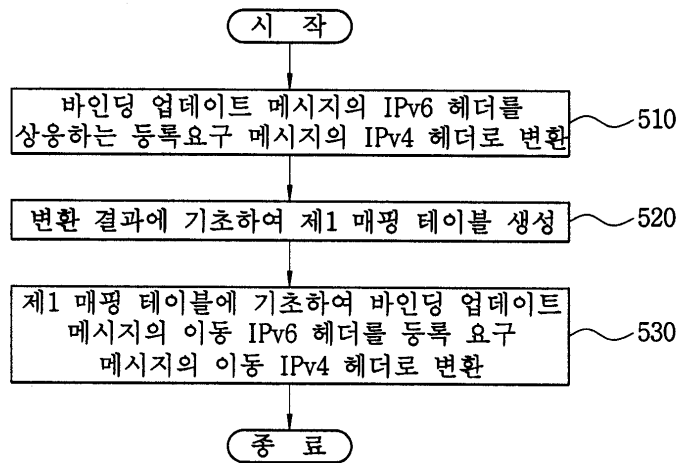 시 작
바인딩 업데이트 메시지의 IPv6 헤더를
상응하는 등록요구 메시지의 IPv4 헤더로 변환
510
변환 결과에 기초하여 제1 매핑 테이블 생성
520
제1 매핑 테이블에 기초하여 바인딩 업데이트
메시지의 이동 IPv6 헤더를 등록 요구
메시지의 이동 IPv4 헤더로 변환
530
종 료